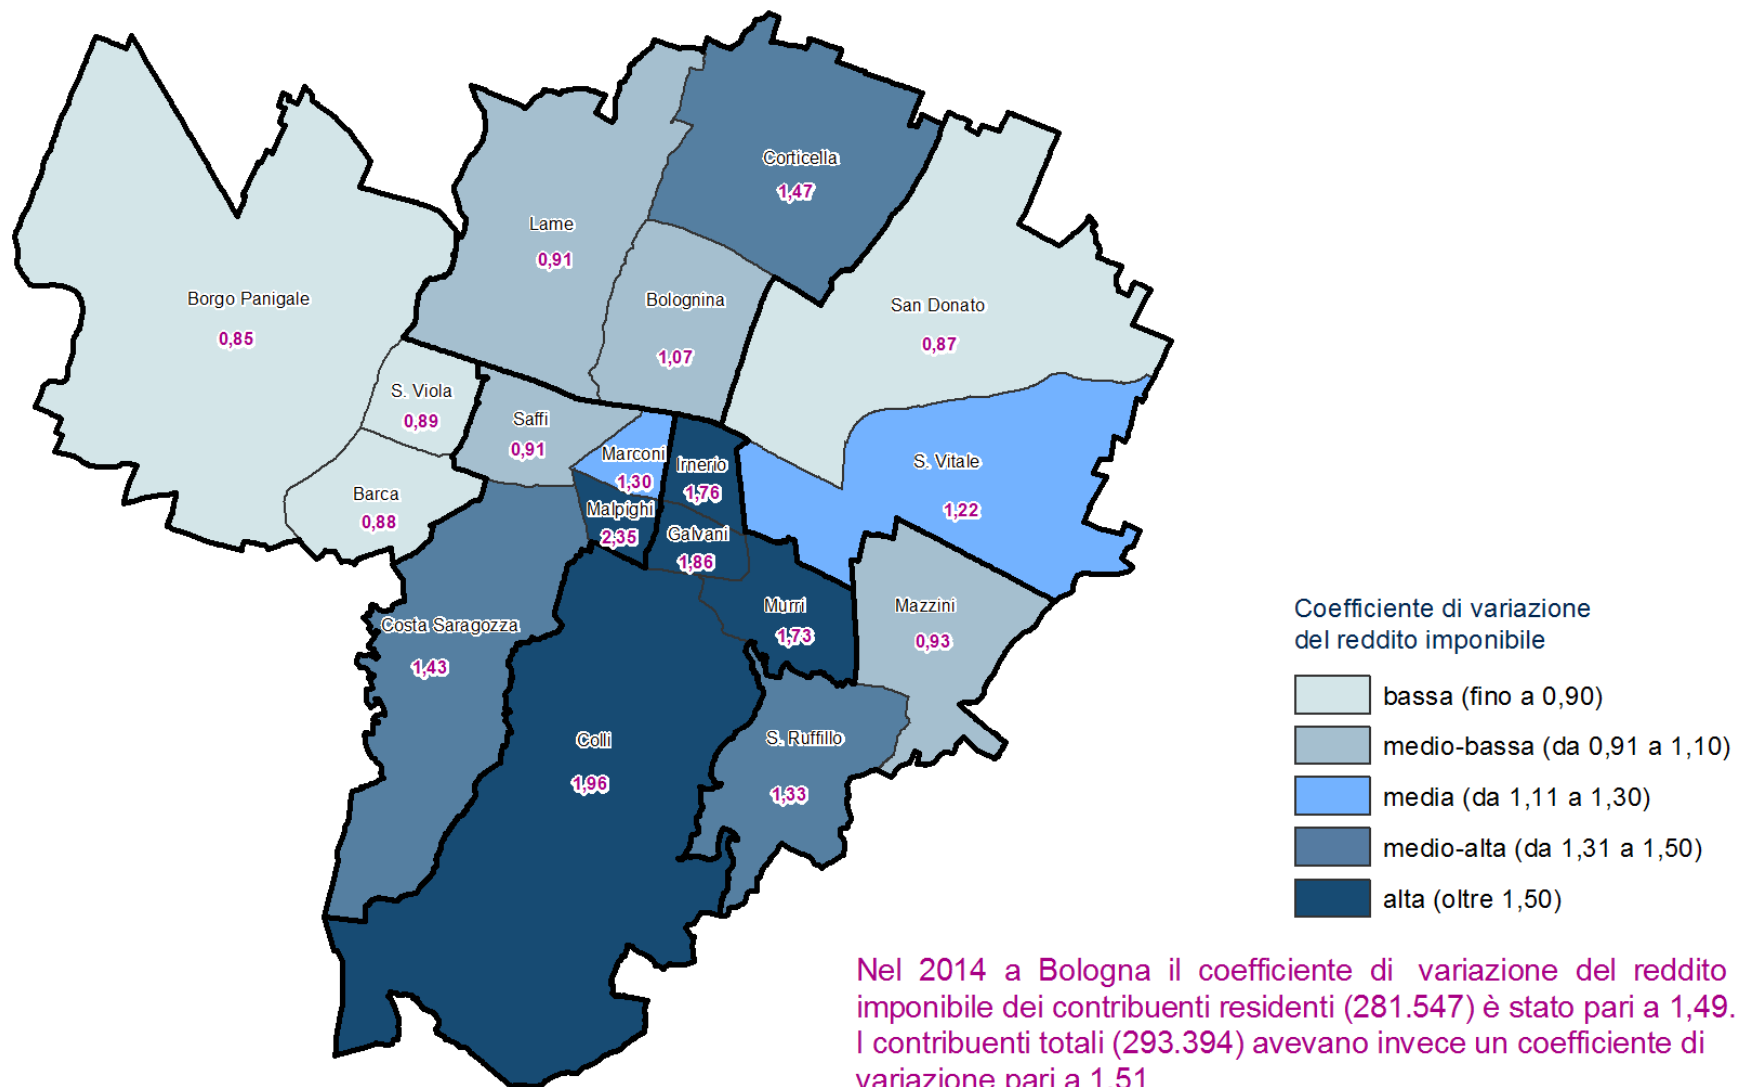 Corticella
1,47
Lame
0,91
Borgo Panigale
0,85
Bolognina
1,07
San Donato
0,87
S. Viola
0,89
Saffi
0,91
Marconi
1,30
Irnerio
1,76
S. Vitale
1,22
Barca
0,88
Malpighi
2,35
Galvani
1,86
Murri
1,73
Mazzini
0,93
Costa Saragozza
1,43
Colli
1,96
S. Ruffillo
1,33
Coefficiente di variazione
del reddito imponibile
bassa (fino a 0,90)
medio-bassa (da 0,91 a 1,10)
media (da 1,11 a 1,30)
medio-alta (da 1,31 a 1,50)
alta (oltre 1,50)
Nel 2014 a Bologna il coefficiente di variazione del reddito
imponibile dei contribuenti residenti (281.547) è stato pari a 1,49.
I contribuenti totali (293.394) avevano invece un coefficiente di
variazione pari a 1,51